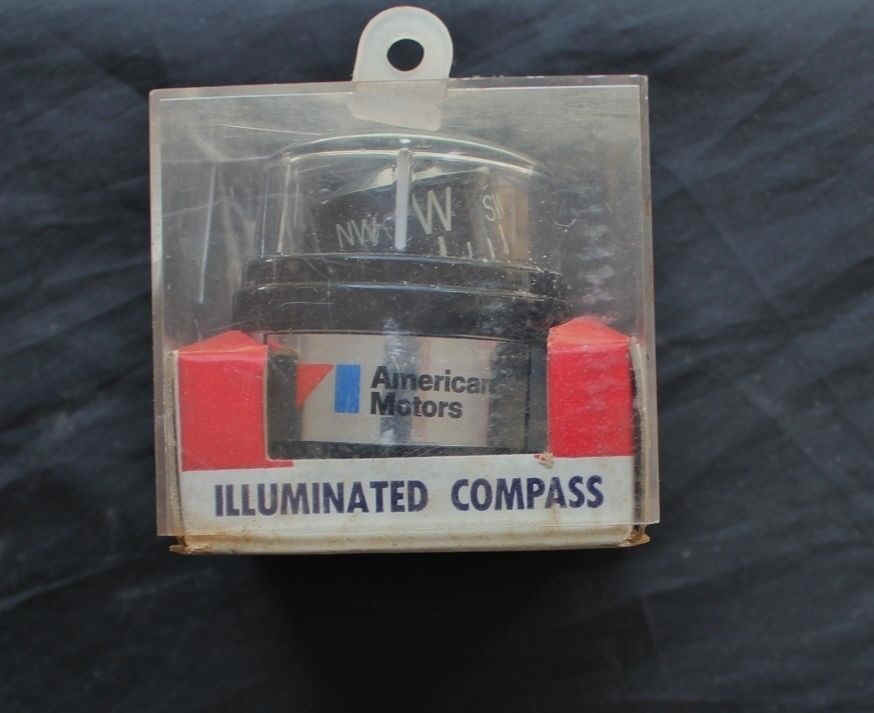 NW W SW
American
Motors
ILLUMINATED COMPASS